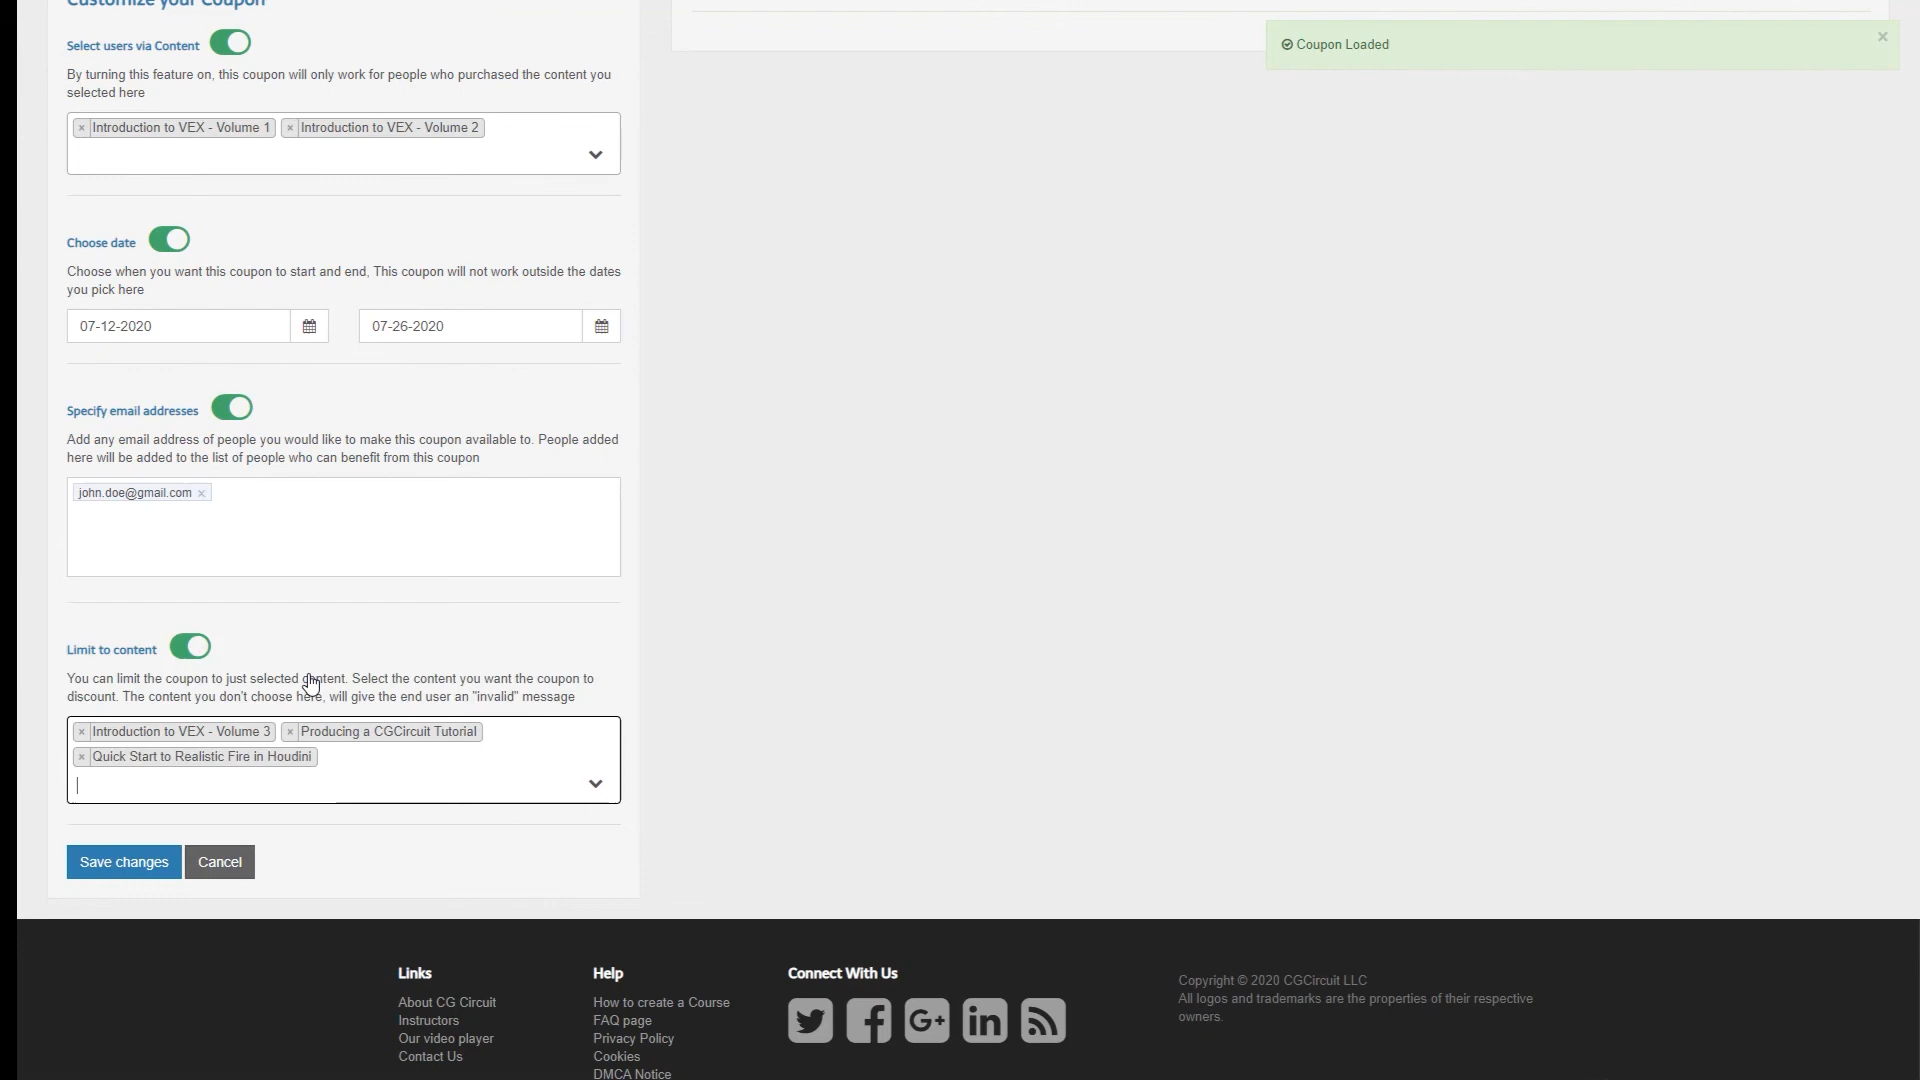 Customize your Coupon
Coupon Loaded ×
Select users via Content
By turning this feature on, this coupon will only work for people who purchased the content you
selected here
× Introduction to VEX - Volume 1 × Introduction to VEX - Volume 2
Choose date
Choose when you want this coupon to start and end, This coupon will not work outside the dates
you pick here
07-12-2020 07-26-2020
Specify email addresses
Add any email address of people you would like to make this coupon available to. People added
here will be added to the list of people who can benefit from this coupon
john.doe@gmail.com ×
Limit to content
You can limit the coupon to just selected content. Select the content you want the coupon to
discount. The content you don't choose here, will give the end user an "invalid" message
× Introduction to VEX - Volume 3 × Producing a CGCircuit Tutorial
× Quick Start to Realistic Fire in Houdini
Save changes Cancel
Links
About CG Circuit
Instructors
Our video player
Contact Us
Help
How to create a Course
FAQ page
Privacy Policy
Cookies
DMCA Notice
Connect With Us
G+ in
Copyright © 2020 CGCircuit LLC
All logos and trademarks are the properties of their respective
owners.